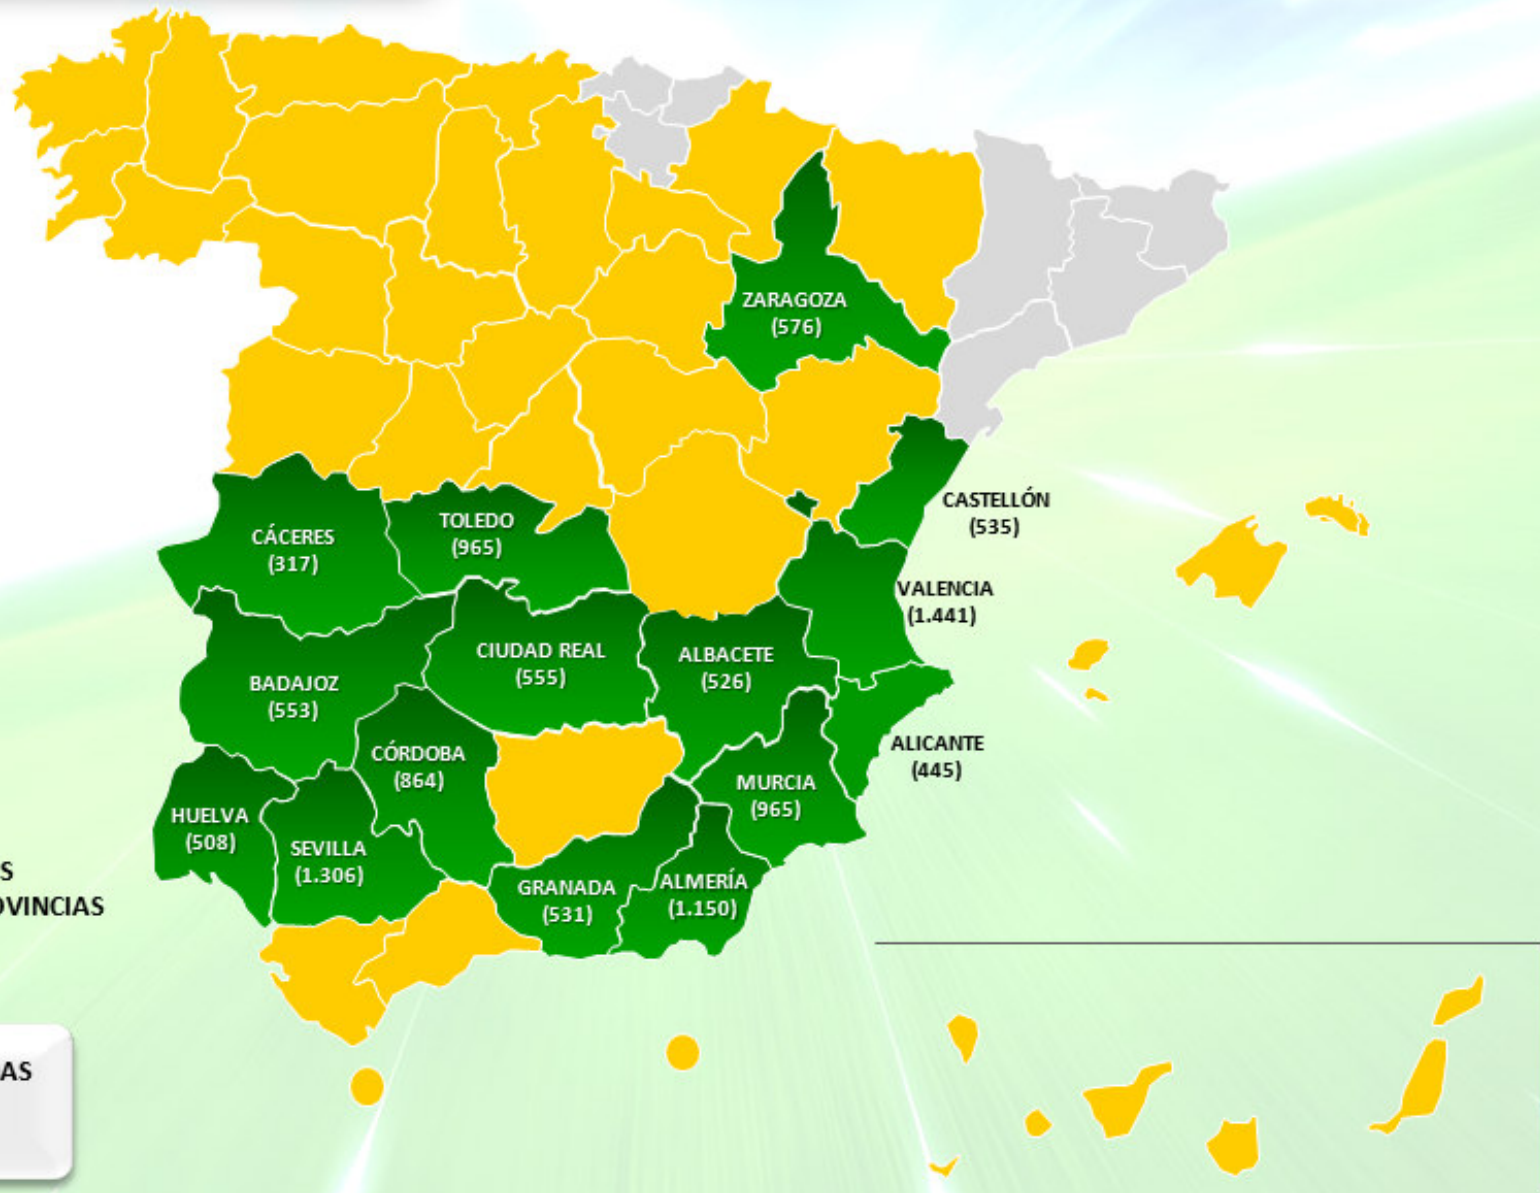 ZARAGOZA
(576)
CASTELLÓN
(535)
CÁCERES
(317)
TOLEDO
(965)
VALENCIA
(1.441)
CIUDAD REAL
(555)
ALBACETE
(526)
BADAJOZ
(553)
ALICANTE
(445)
CÓRDOBA
(864)
MURCIA
(965)
HUELVA
(508)
SEVILLA
(1.306)
GRANADA
(531)
ALMERÍA
(1.150)
S
OVINCIAS
AS